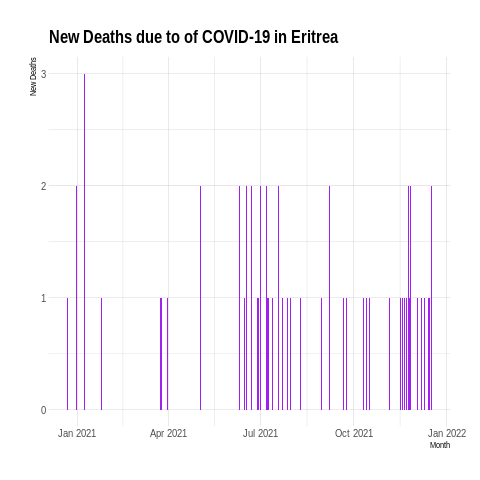 New Deaths due to of COVID-19 in Eritrea
New Deaths
3
2
1
0
Jan 2021 Apr 2021 Jul 2021 Oct 2021 Jan 2022
Month